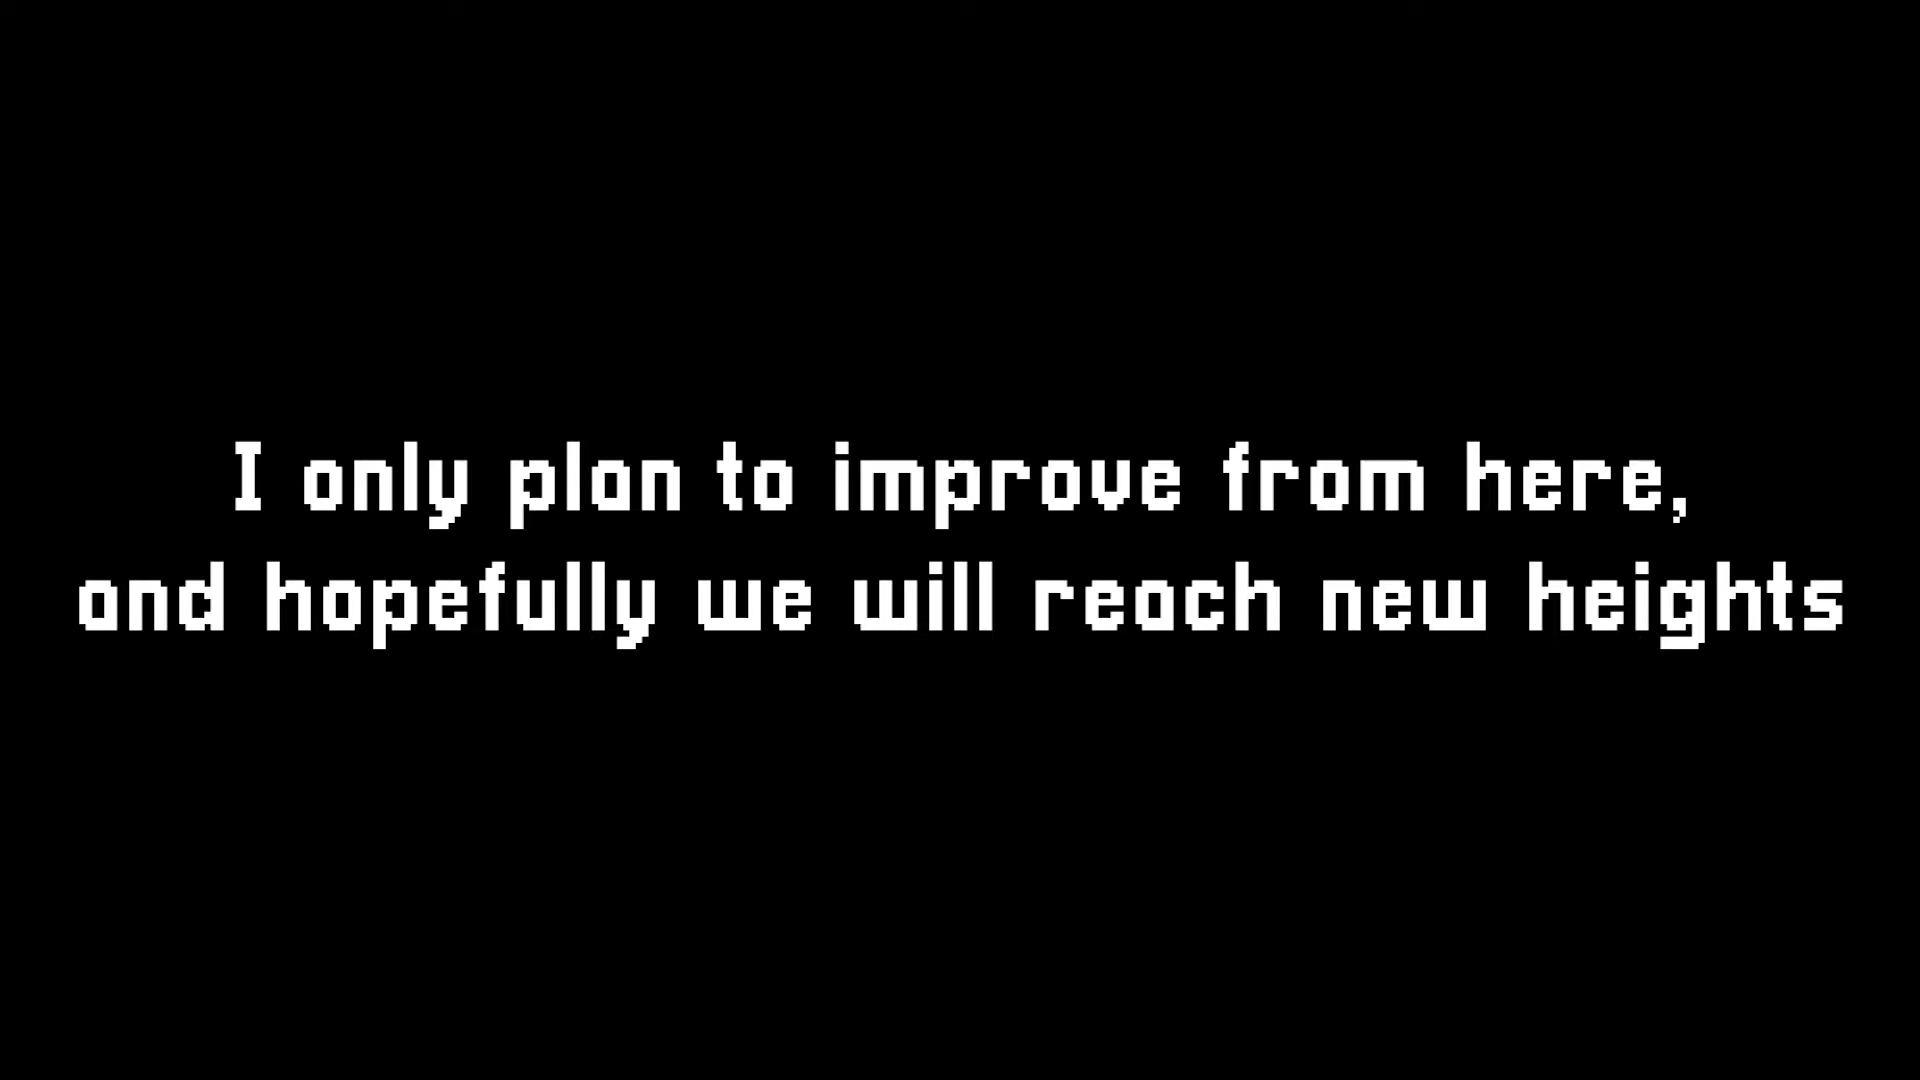 I only plan to improve from here,
and hopefully we will reach new heights